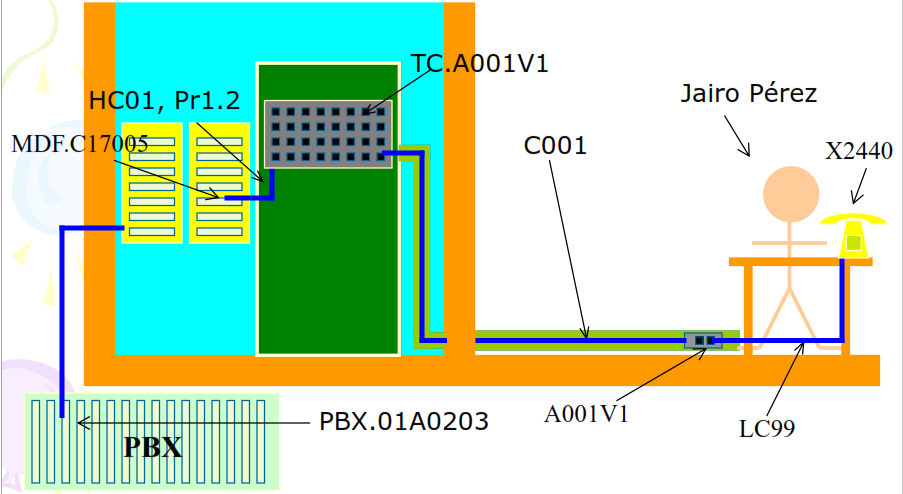 TC.A001V1
HC01, Pr1.2
Jairo Pérez
MDF.C17005
C001
X2440
A001V1
PBX.01A0203
LC99
PBX